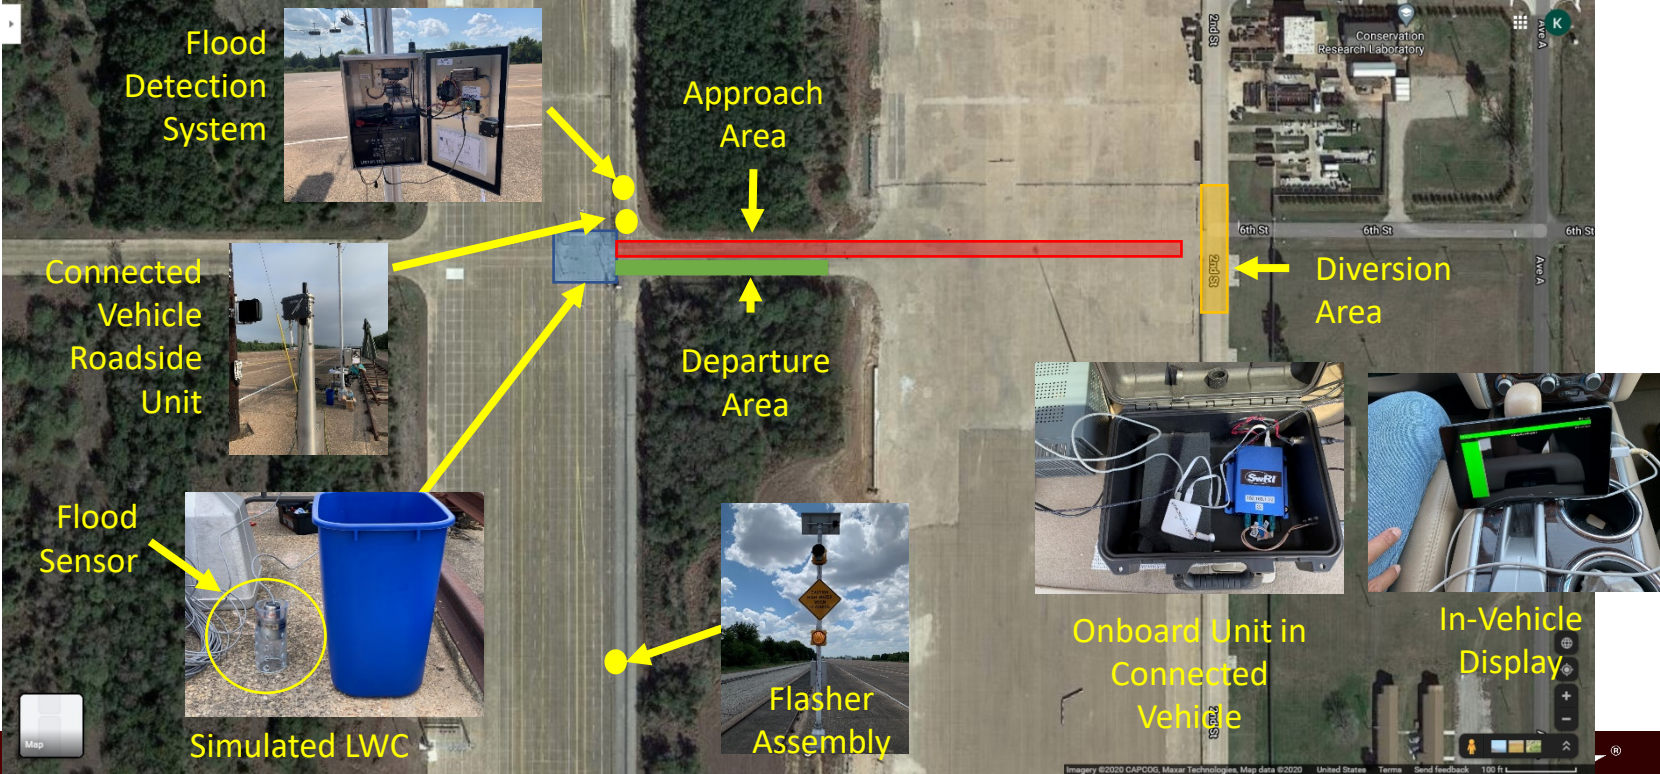 Flood
Detection
System
Approach
Area
Conservation
Research Laboratory
K
2nd St
Ave A
6th St
6th St
6th St
2nd St
Ave A
Diversion
Area
Connected
Vehicle
Roadside
Unit
Departure
Area
Flood
Sensor
Simulated LWC
Flasher
Assembly
SwRI
Onboard Unit in
Connected
Vehicle
2nd St
In-Vehicle
Display
Map
®
Imagery ©2020 CAPCOG, Maxar Technologies, Map data ©2020 United States Terms Send feedback 100 ft